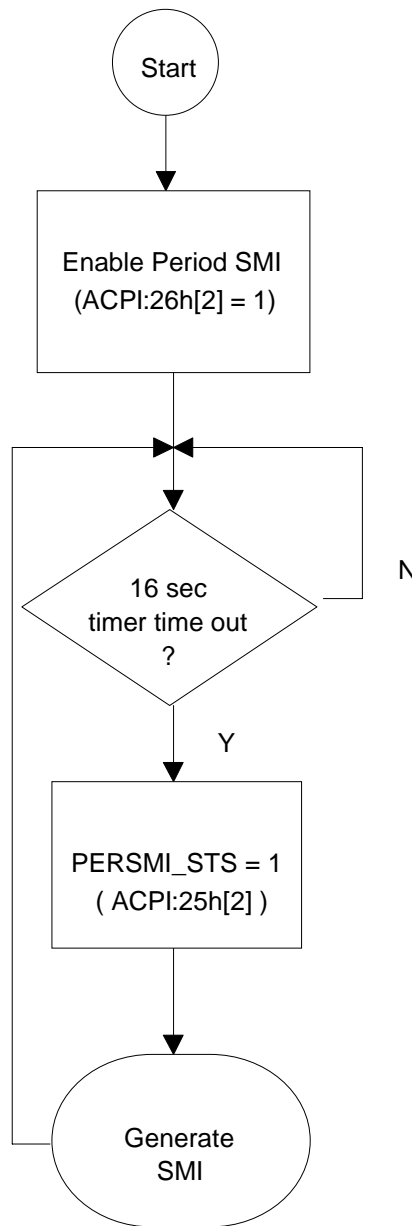 Start
Enable Period SMI
(ACPI:26h[2] = 1)
16 sec
timer time out
?
N
Y
PERSMI_STS = 1
( ACPI:25h[2] )
Generate
SMI